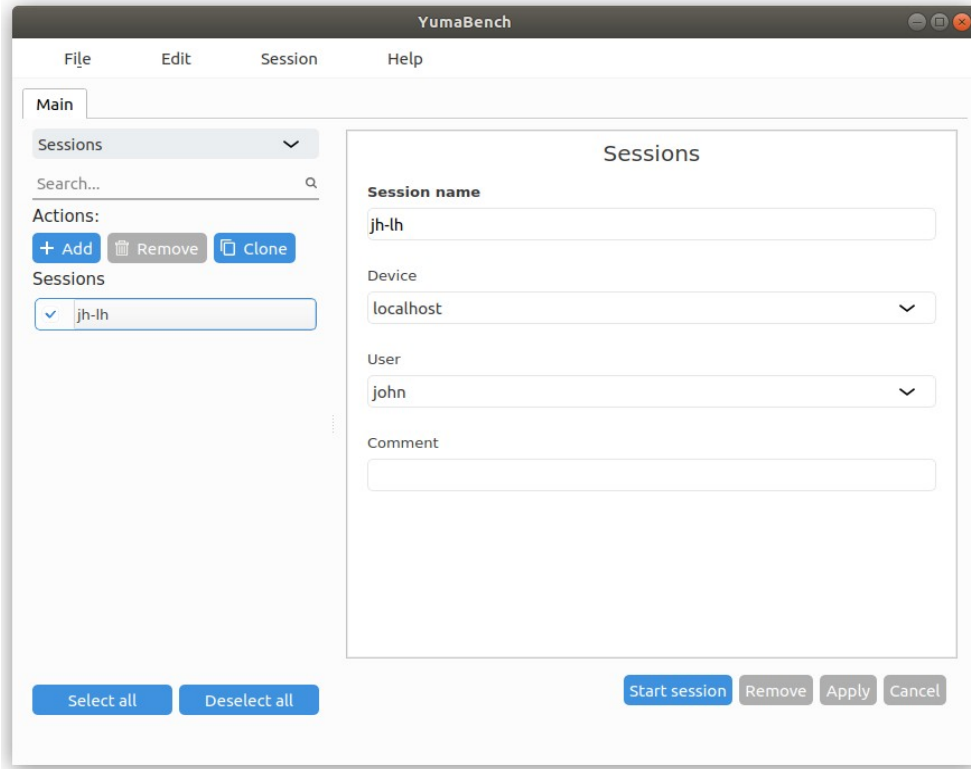 YumaBench
File Edit Session Help
Main
Sessions
Search...
Actions:
+ Add Remove Clone
Sessions
jh-lh
Sessions
Session name
jh-lh
Device
localhost
User
john
Comment
Select all Deselect all
Start session Remove Apply Cancel